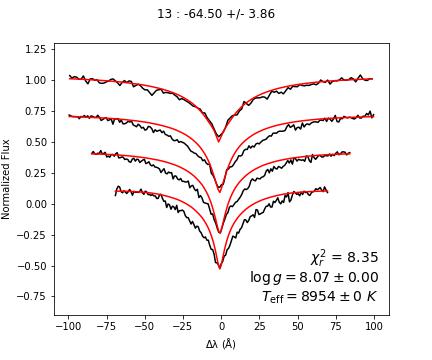 13 : -64.50 +/- 3.86
1.25
1.00
0.75
0.50
0.25
0.00
−0.25
−0.50
−0.75
Normalized Flux
χ²ᵣ = 8.35
log g = 8.07 ± 0.00
T_eff = 8954 ± 0 K
−100 −75 −50 −25 0 25 50 75 100
Δλ (Å)